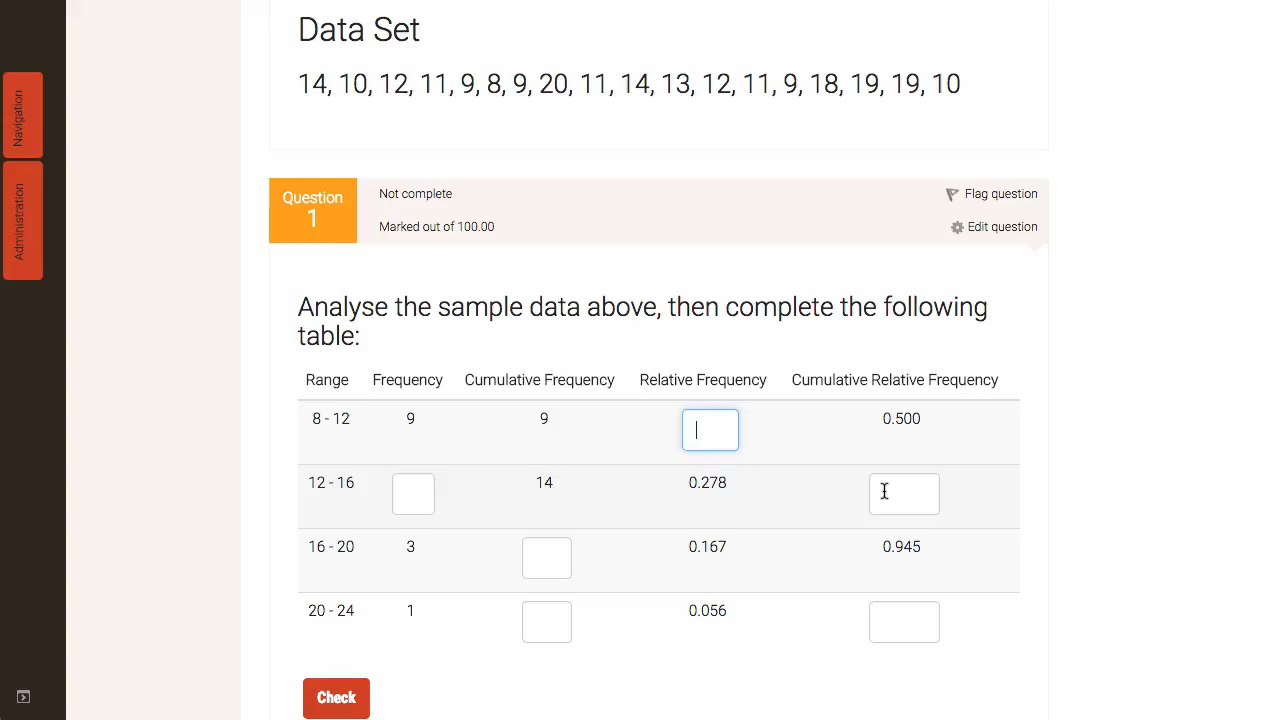 Data Set
14, 10, 12, 11, 9, 8, 9, 20, 11, 14, 13, 12, 11, 9, 18, 19, 19, 10
Navigation
Administration
Question
1
Not complete
Marked out of 100.00
Flag question
Edit question
Analyse the sample data above, then complete the following
table:
Range Frequency Cumulative Frequency Relative Frequency Cumulative Relative Frequency
8 - 12 9 9 0.500
12 - 16 14 0.278
16 - 20 3 0.167 0.945
20 - 24 1 0.056
Check